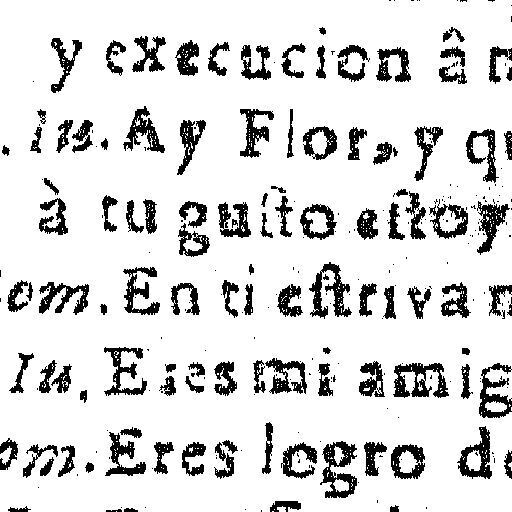 y execucion â
. Iu. Ay Flor, y qu
à tu guſto eſtoy
om. En ti eſtriva
Iu. Eres mi amig
om. Eres logro de